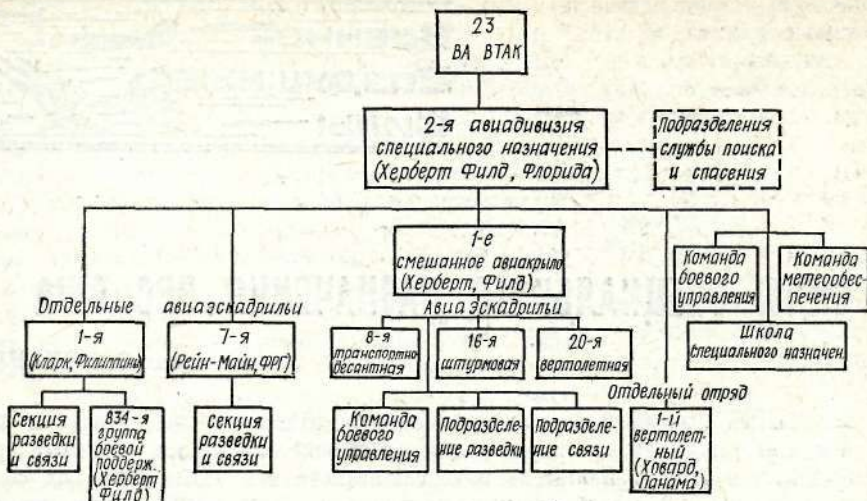 23
ВА ВТАК
2-я авиадивизия
специального назначения
(Херберт Филд, Флорида)
Подразделения
службы поиска
и спасения
1-е
смешанное авиакрыло
(Херберт, Филд)
Команда
боевого
управления
Команда
метеообес-
печения
Школа
специального назначен.
Отдельные авиаэскадрильи
1-я
(Кларк, Филиппины)
7-я
(Рейн-Майн, ФРГ)
Авиаэскадрильи
8-я
транспортно-
десантная
16-я
штурмовая
20-я
вертолетная
Секция
разведки
и связи
834-я
группа
боевой
поддерж.
(Херберт
Филд)
Секция
разведки
и связи
Команда
боевого
управления
Подразделе-
ние разведки
Подразделе-
ние связи
Отдельный отряд
1-й
вертолет-
ный
(Ховард,
Панама)